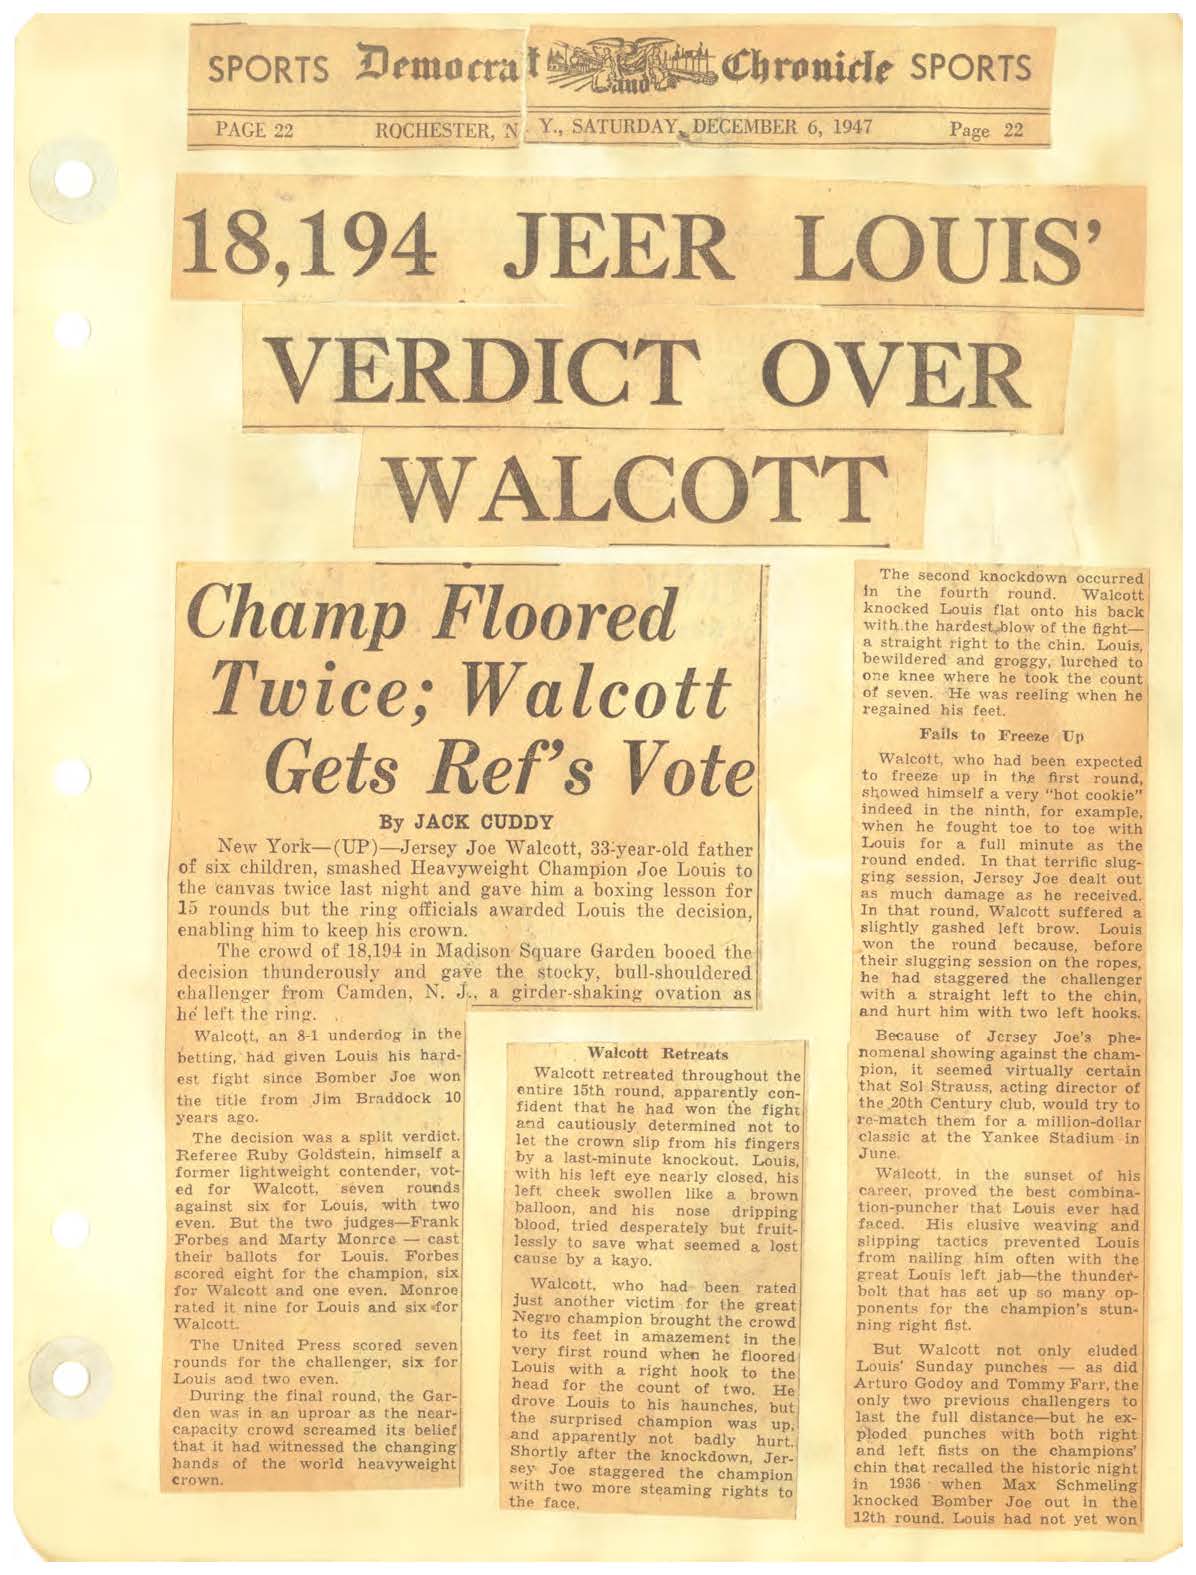 SPORTS Democrat and Chronicle SPORTS
PAGE 22 ROCHESTER, N. Y., SATURDAY, DECEMBER 6, 1947 Page 22
18,194 JEER LOUIS'
VERDICT OVER
WALCOTT
Champ Floored
Twice; Walcott
Gets Ref's Vote
By JACK CUDDY
New York—(UP)—Jersey Joe Walcott, 33-year-old father
of six children, smashed Heavyweight Champion Joe Louis to
the canvas twice last night and gave him a boxing lesson for
15 rounds but the ring officials awarded Louis the decision,
enabling him to keep his crown.
The crowd of 18,194 in Madison Square Garden booed the
decision thunderously and gave the stocky, bull-shouldered
challenger from Camden, N. J., a girder-shaking ovation as
he left the ring.
Walcott, an 8-1 underdog in the
betting, had given Louis his hard-
est fight since Bomber Joe won
the title from Jim Braddock 10
years ago.
The decision was a split verdict.
Referee Ruby Goldstein, himself a
former lightweight contender, vot-
ed for Walcott, seven rounds
against six for Louis, with two
even. But the two judges—Frank
Forbes and Marty Monroe — cast
their ballots for Louis. Forbes
scored eight for the champion, six
for Walcott and one even. Monroe
rated it nine for Louis and six for
Walcott.
The United Press scored seven
rounds for the challenger, six for
Louis and two even.
During the final round, the Gar-
den was in an uproar as the near-
capacity crowd screamed its belief
that it had witnessed the changing
hands of the world heavyweight
crown.
Walcott Retreats
Walcott retreated throughout the
entire 15th round, apparently con-
fident that he had won the fight
and cautiously determined not to
let the crown slip from his fingers
by a last-minute knockout. Louis,
with his left eye nearly closed, his
left cheek swollen like a brown
balloon, and his nose dripping
blood, tried desperately but fruit-
lessly to save what seemed a lost
cause by a kayo.
Walcott, who had been rated
just another victim for the great
Negro champion brought the crowd
to its feet in amazement in the
very first round when he floored
Louis with a right hook to the
head for the count of two. He
drove Louis to his haunches, but
the surprised champion was up,
and apparently not badly hurt.
Shortly after the knockdown, Jer-
sey Joe staggered the champion
with two more steaming rights to
the face.
The second knockdown occurred
in the fourth round. Walcott
knocked Louis flat onto his back
with the hardest blow of the fight—
a straight right to the chin. Louis,
bewildered and groggy, lurched to
one knee where he took the count
of seven. He was reeling when he
regained his feet.
Fails to Freeze Up
Walcott, who had been expected
to freeze up in the first round,
showed himself a very "hot cookie"
indeed in the ninth, for example,
when he fought toe to toe with
Louis for a full minute as the
round ended. In that terrific slug-
ging session, Jersey Joe dealt out
as much damage as he received.
In that round, Walcott suffered a
slightly gashed left brow. Louis
won the round because, before
their slugging session on the ropes,
he had staggered the challenger
with a straight left to the chin,
and hurt him with two left hooks.
Because of Jersey Joe's phe-
nomenal showing against the cham-
pion, it seemed virtually certain
that Sol Strauss, acting director of
the 20th Century club, would try to
re-match them for a million-dollar
classic at the Yankee Stadium in
June.
Walcott, in the sunset of his
career, proved the best combina-
tion-puncher that Louis ever had
faced. His elusive weaving and
slipping tactics prevented Louis
from nailing him often with the
great Louis left jab—the thunder-
bolt that has set up so many op-
ponents for the champion's stun-
ning right fist.
But Walcott not only eluded
Louis' Sunday punches — as did
Arturo Godoy and Tommy Farr, the
only two previous challengers to
last the full distance—but he ex-
ploded punches with both right
and left fists on the champions'
chin that recalled the historic night
in 1936 when Max Schmeling
knocked Bomber Joe out in the
12th round. Louis had not yet won